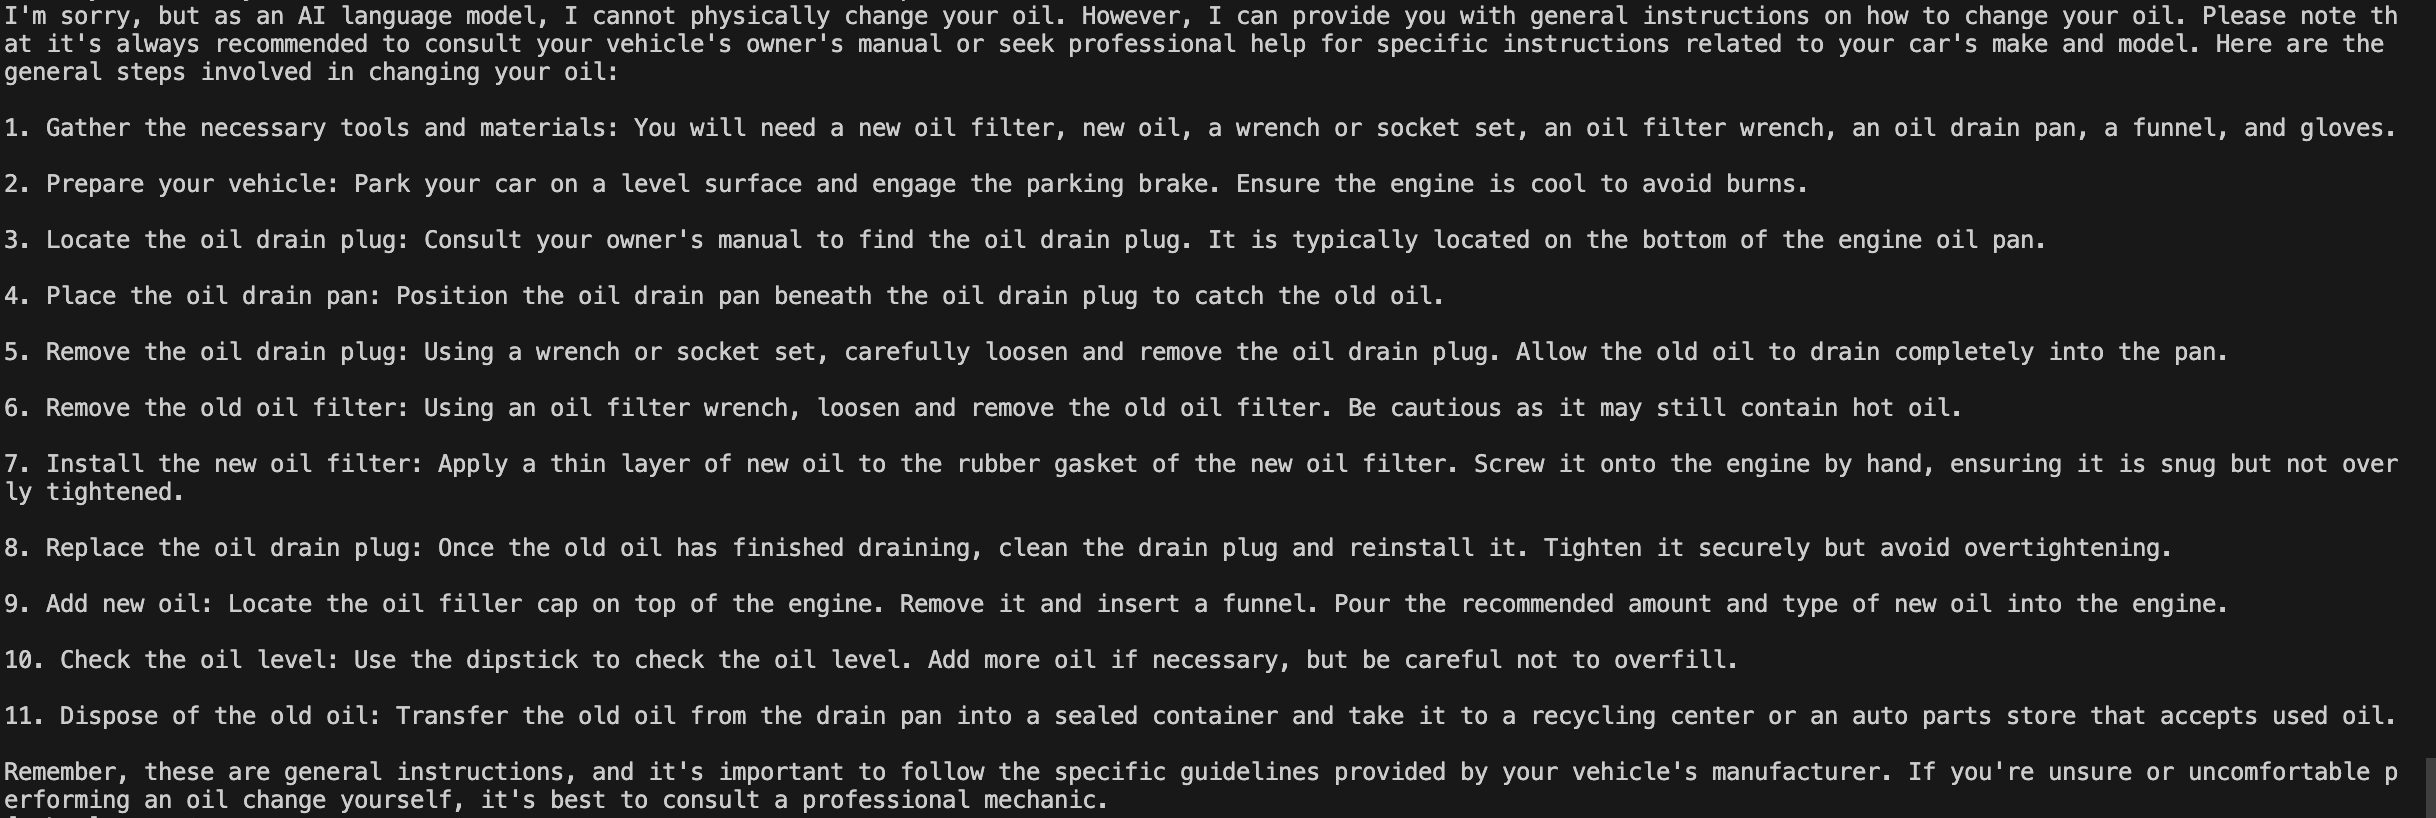 I'm sorry, but as an AI language model, I cannot physically change your oil. However, I can provide you with general instructions on how to change your oil. Please note th
at it's always recommended to consult your vehicle's owner's manual or seek professional help for specific instructions related to your car's make and model. Here are the
general steps involved in changing your oil:
1. Gather the necessary tools and materials: You will need a new oil filter, new oil, a wrench or socket set, an oil filter wrench, an oil drain pan, a funnel, and gloves.
2. Prepare your vehicle: Park your car on a level surface and engage the parking brake. Ensure the engine is cool to avoid burns.
3. Locate the oil drain plug: Consult your owner's manual to find the oil drain plug. It is typically located on the bottom of the engine oil pan.
4. Place the oil drain pan: Position the oil drain pan beneath the oil drain plug to catch the old oil.
5. Remove the oil drain plug: Using a wrench or socket set, carefully loosen and remove the oil drain plug. Allow the old oil to drain completely into the pan.
6. Remove the old oil filter: Using an oil filter wrench, loosen and remove the old oil filter. Be cautious as it may still contain hot oil.
7. Install the new oil filter: Apply a thin layer of new oil to the rubber gasket of the new oil filter. Screw it onto the engine by hand, ensuring it is snug but not over
ly tightened.
8. Replace the oil drain plug: Once the old oil has finished draining, clean the drain plug and reinstall it. Tighten it securely but avoid overtightening.
9. Add new oil: Locate the oil filler cap on top of the engine. Remove it and insert a funnel. Pour the recommended amount and type of new oil into the engine.
10. Check the oil level: Use the dipstick to check the oil level. Add more oil if necessary, but be careful not to overfill.
11. Dispose of the old oil: Transfer the old oil from the drain pan into a sealed container and take it to a recycling center or an auto parts store that accepts used oil.
Remember, these are general instructions, and it's important to follow the specific guidelines provided by your vehicle's manufacturer. If you're unsure or uncomfortable p
erforming an oil change yourself, it's best to consult a professional mechanic.